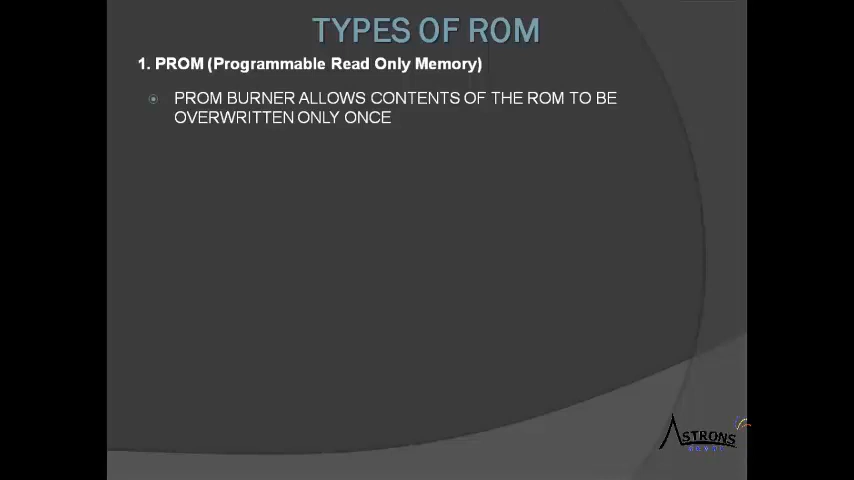 TYPES OF ROM
1. PROM (Programmable Read Only Memory)
PROM BURNER ALLOWS CONTENTS OF THE ROM TO BE
OVERWRITTEN ONLY ONCE
ASTRONS